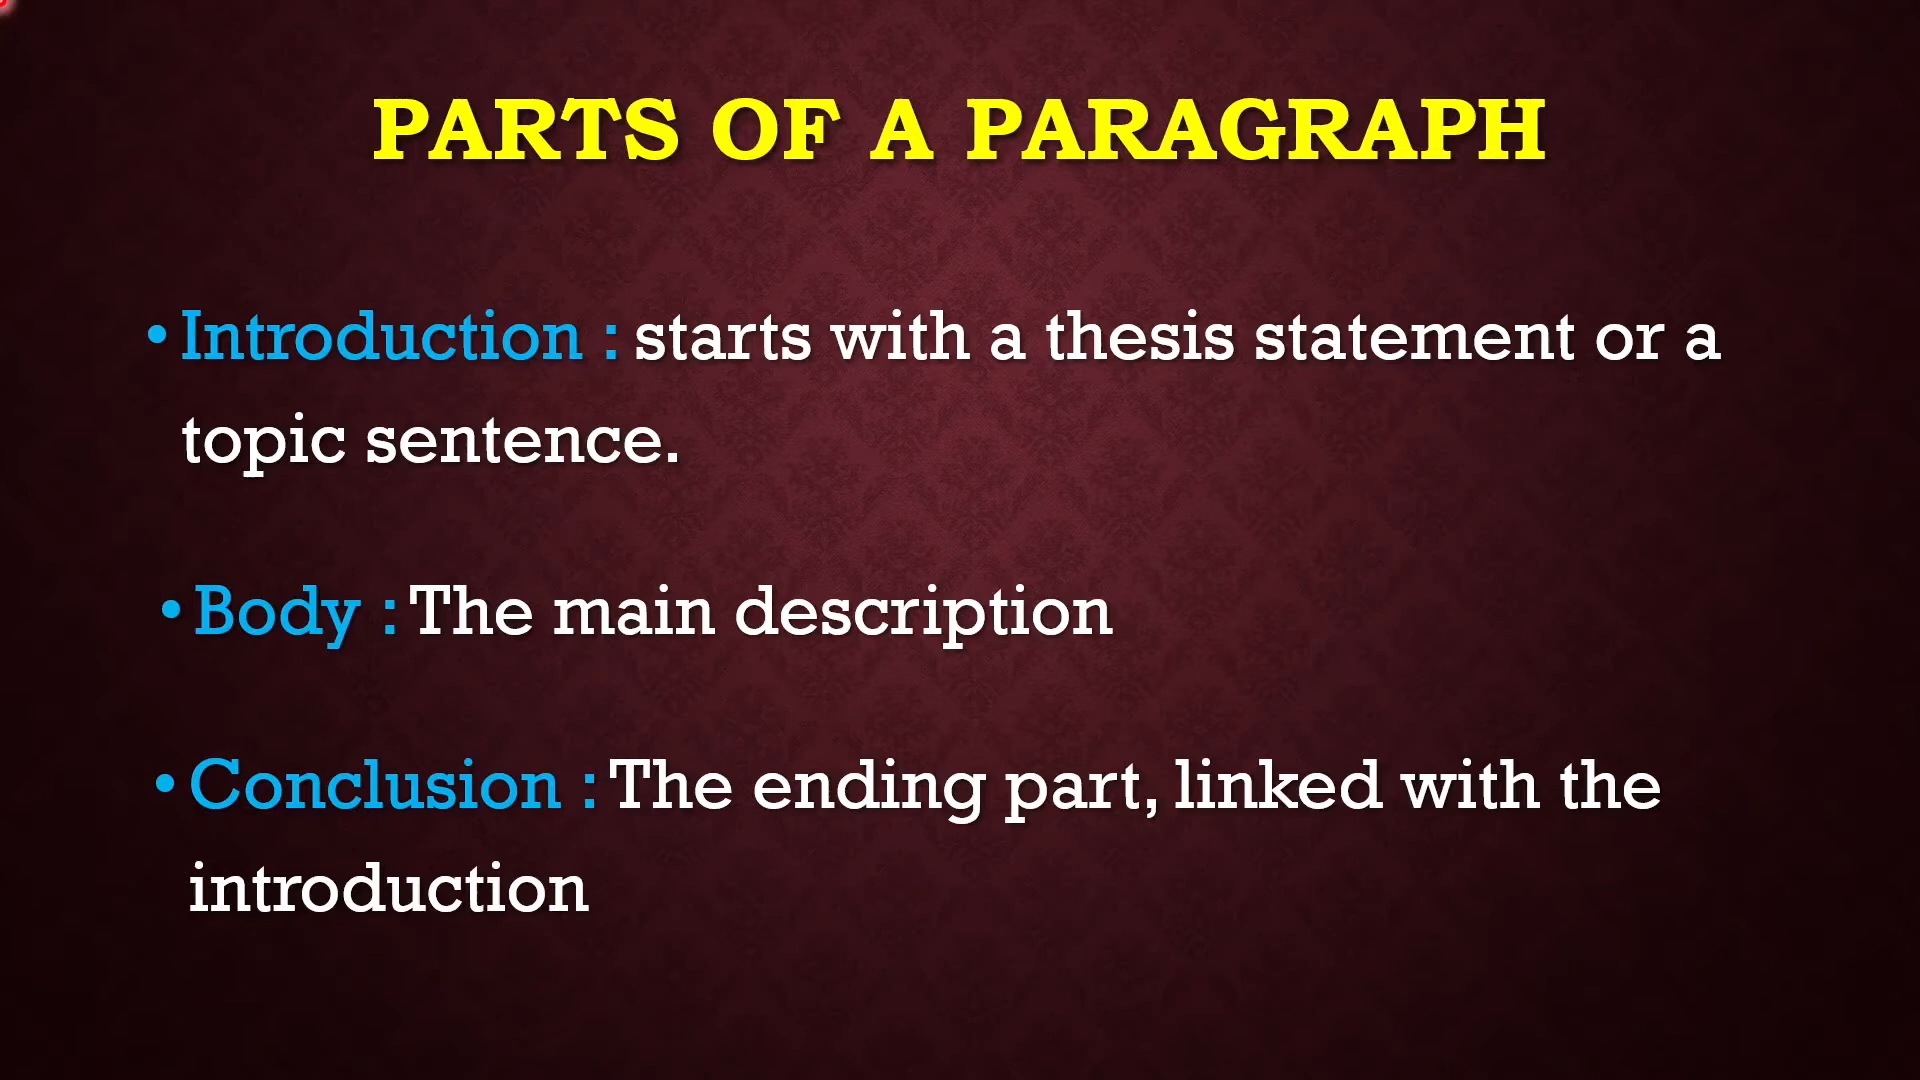 PARTS OF A PARAGRAPH
• Introduction : starts with a thesis statement or a
topic sentence.
• Body : The main description
• Conclusion : The ending part, linked with the
introduction